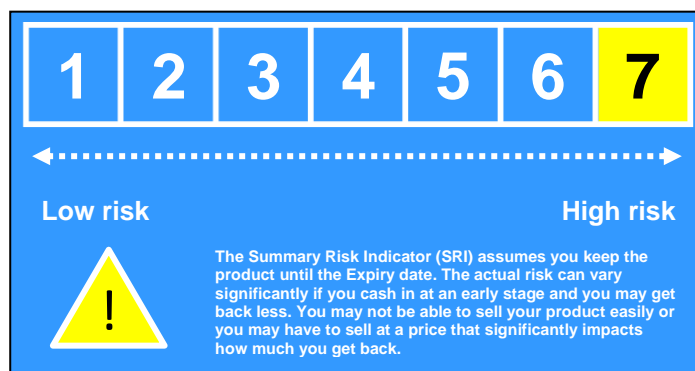 1 2 3 4 5 6 7
Low risk High risk
!
The Summary Risk Indicator (SRI) assumes you keep the
product until the Expiry date. The actual risk can vary
significantly if you cash in at an early stage and you may get
back less. You may not be able to sell your product easily or
you may have to sell at a price that significantly impacts
how much you get back.